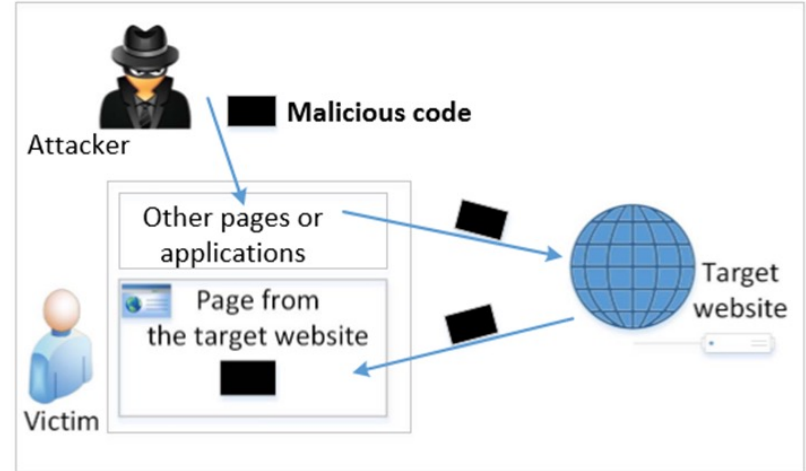 Malicious code
Attacker
Other pages or
applications
Target
website
Page from
the target website
Victim